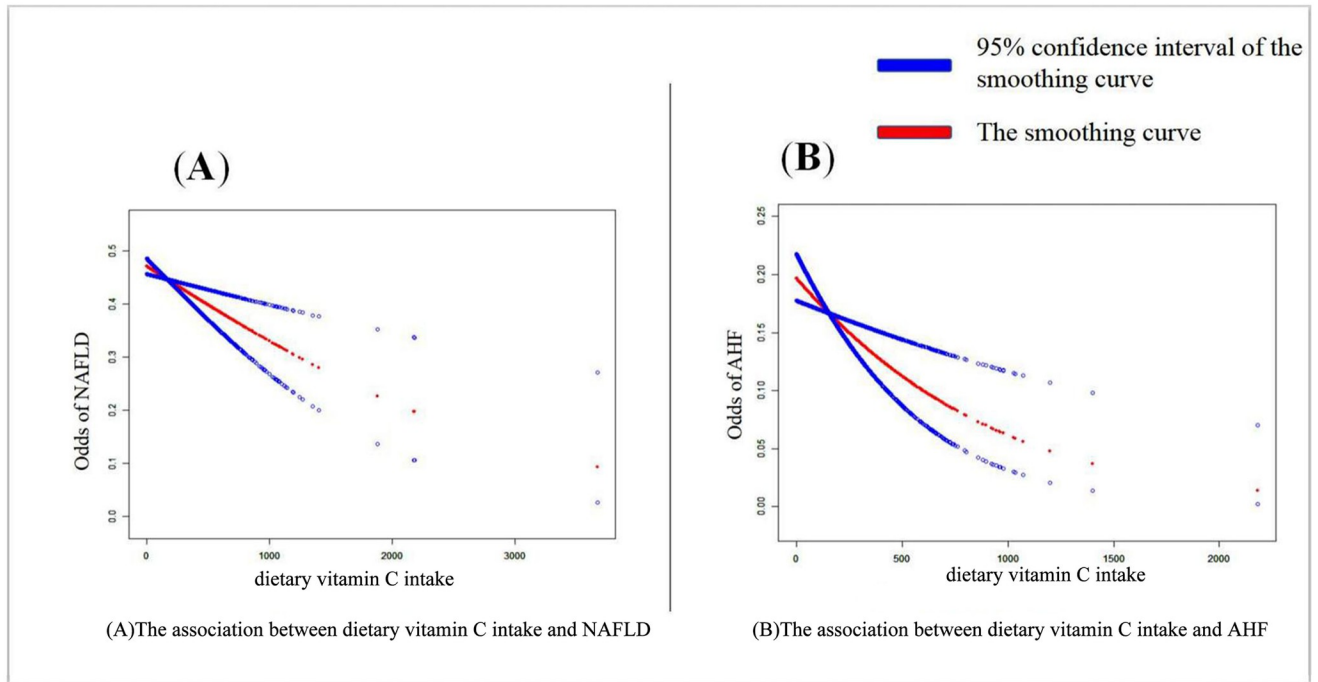 95% confidence interval of the
smoothing curve
The smoothing curve
(A)
0.5
0.4
0.3
0.2
0.1
0.0
Odds of NAFLD
0 1000 2000 3000
dietary vitamin C intake
(A)The association between dietary vitamin C intake and NAFLD
(B)
0.25
0.20
0.15
0.10
0.05
0.00
Odds of AHF
0 500 1000 1500 2000
dietary vitamin C intake
(B)The association between dietary vitamin C intake and AHF